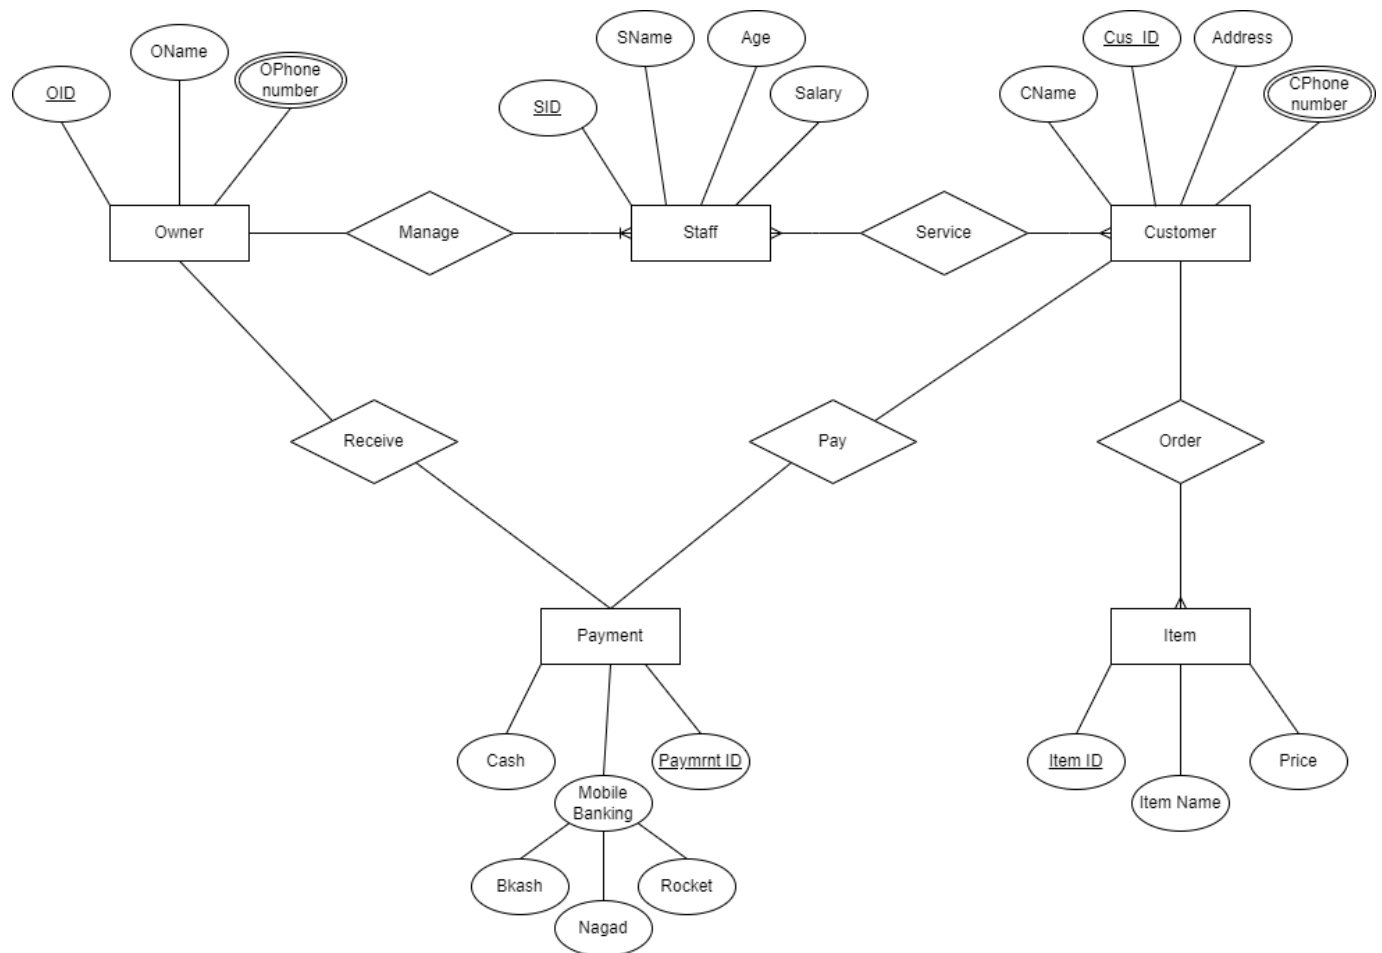 OName
OPhone
number
OID
SName
Age
SID
Salary
Cus_ID
Address
CName
CPhone
number
Owner
Manage
Staff
Service
Customer
Receive
Pay
Order
Payment
Item
Cash
Paymrnt ID
Mobile
Banking
Bkash
Nagad
Rocket
Item ID
Item Name
Price